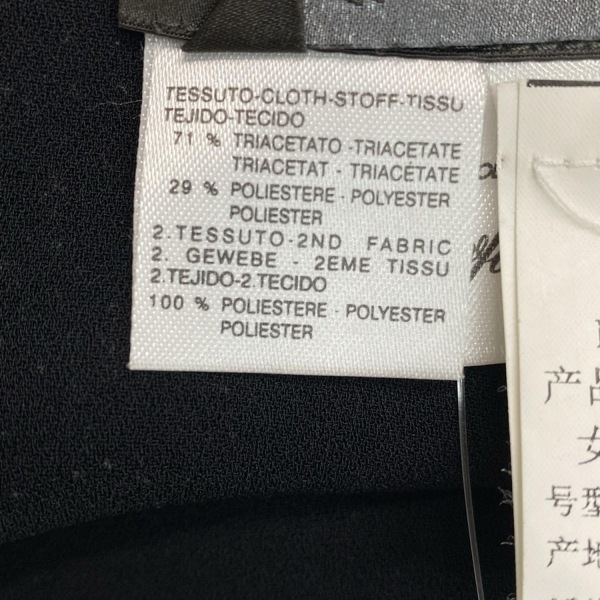 TESSUTO-CLOTH-STOFF-TISSU
TEJIDO-TECIDO
71 % TRIACETATO -TRIACETATE
TRIACETAT - TRIACÉTATE
29 % POLIESTERE - POLYESTER
POLIESTER
2.TESSUTO-2ND FABRIC
2. GEWEBE - 2EME TISSU
2.TEJIDO-2.TECIDO
100 % POLIESTERE - POLYESTER
POLIESTER
产品
女
号型
产地